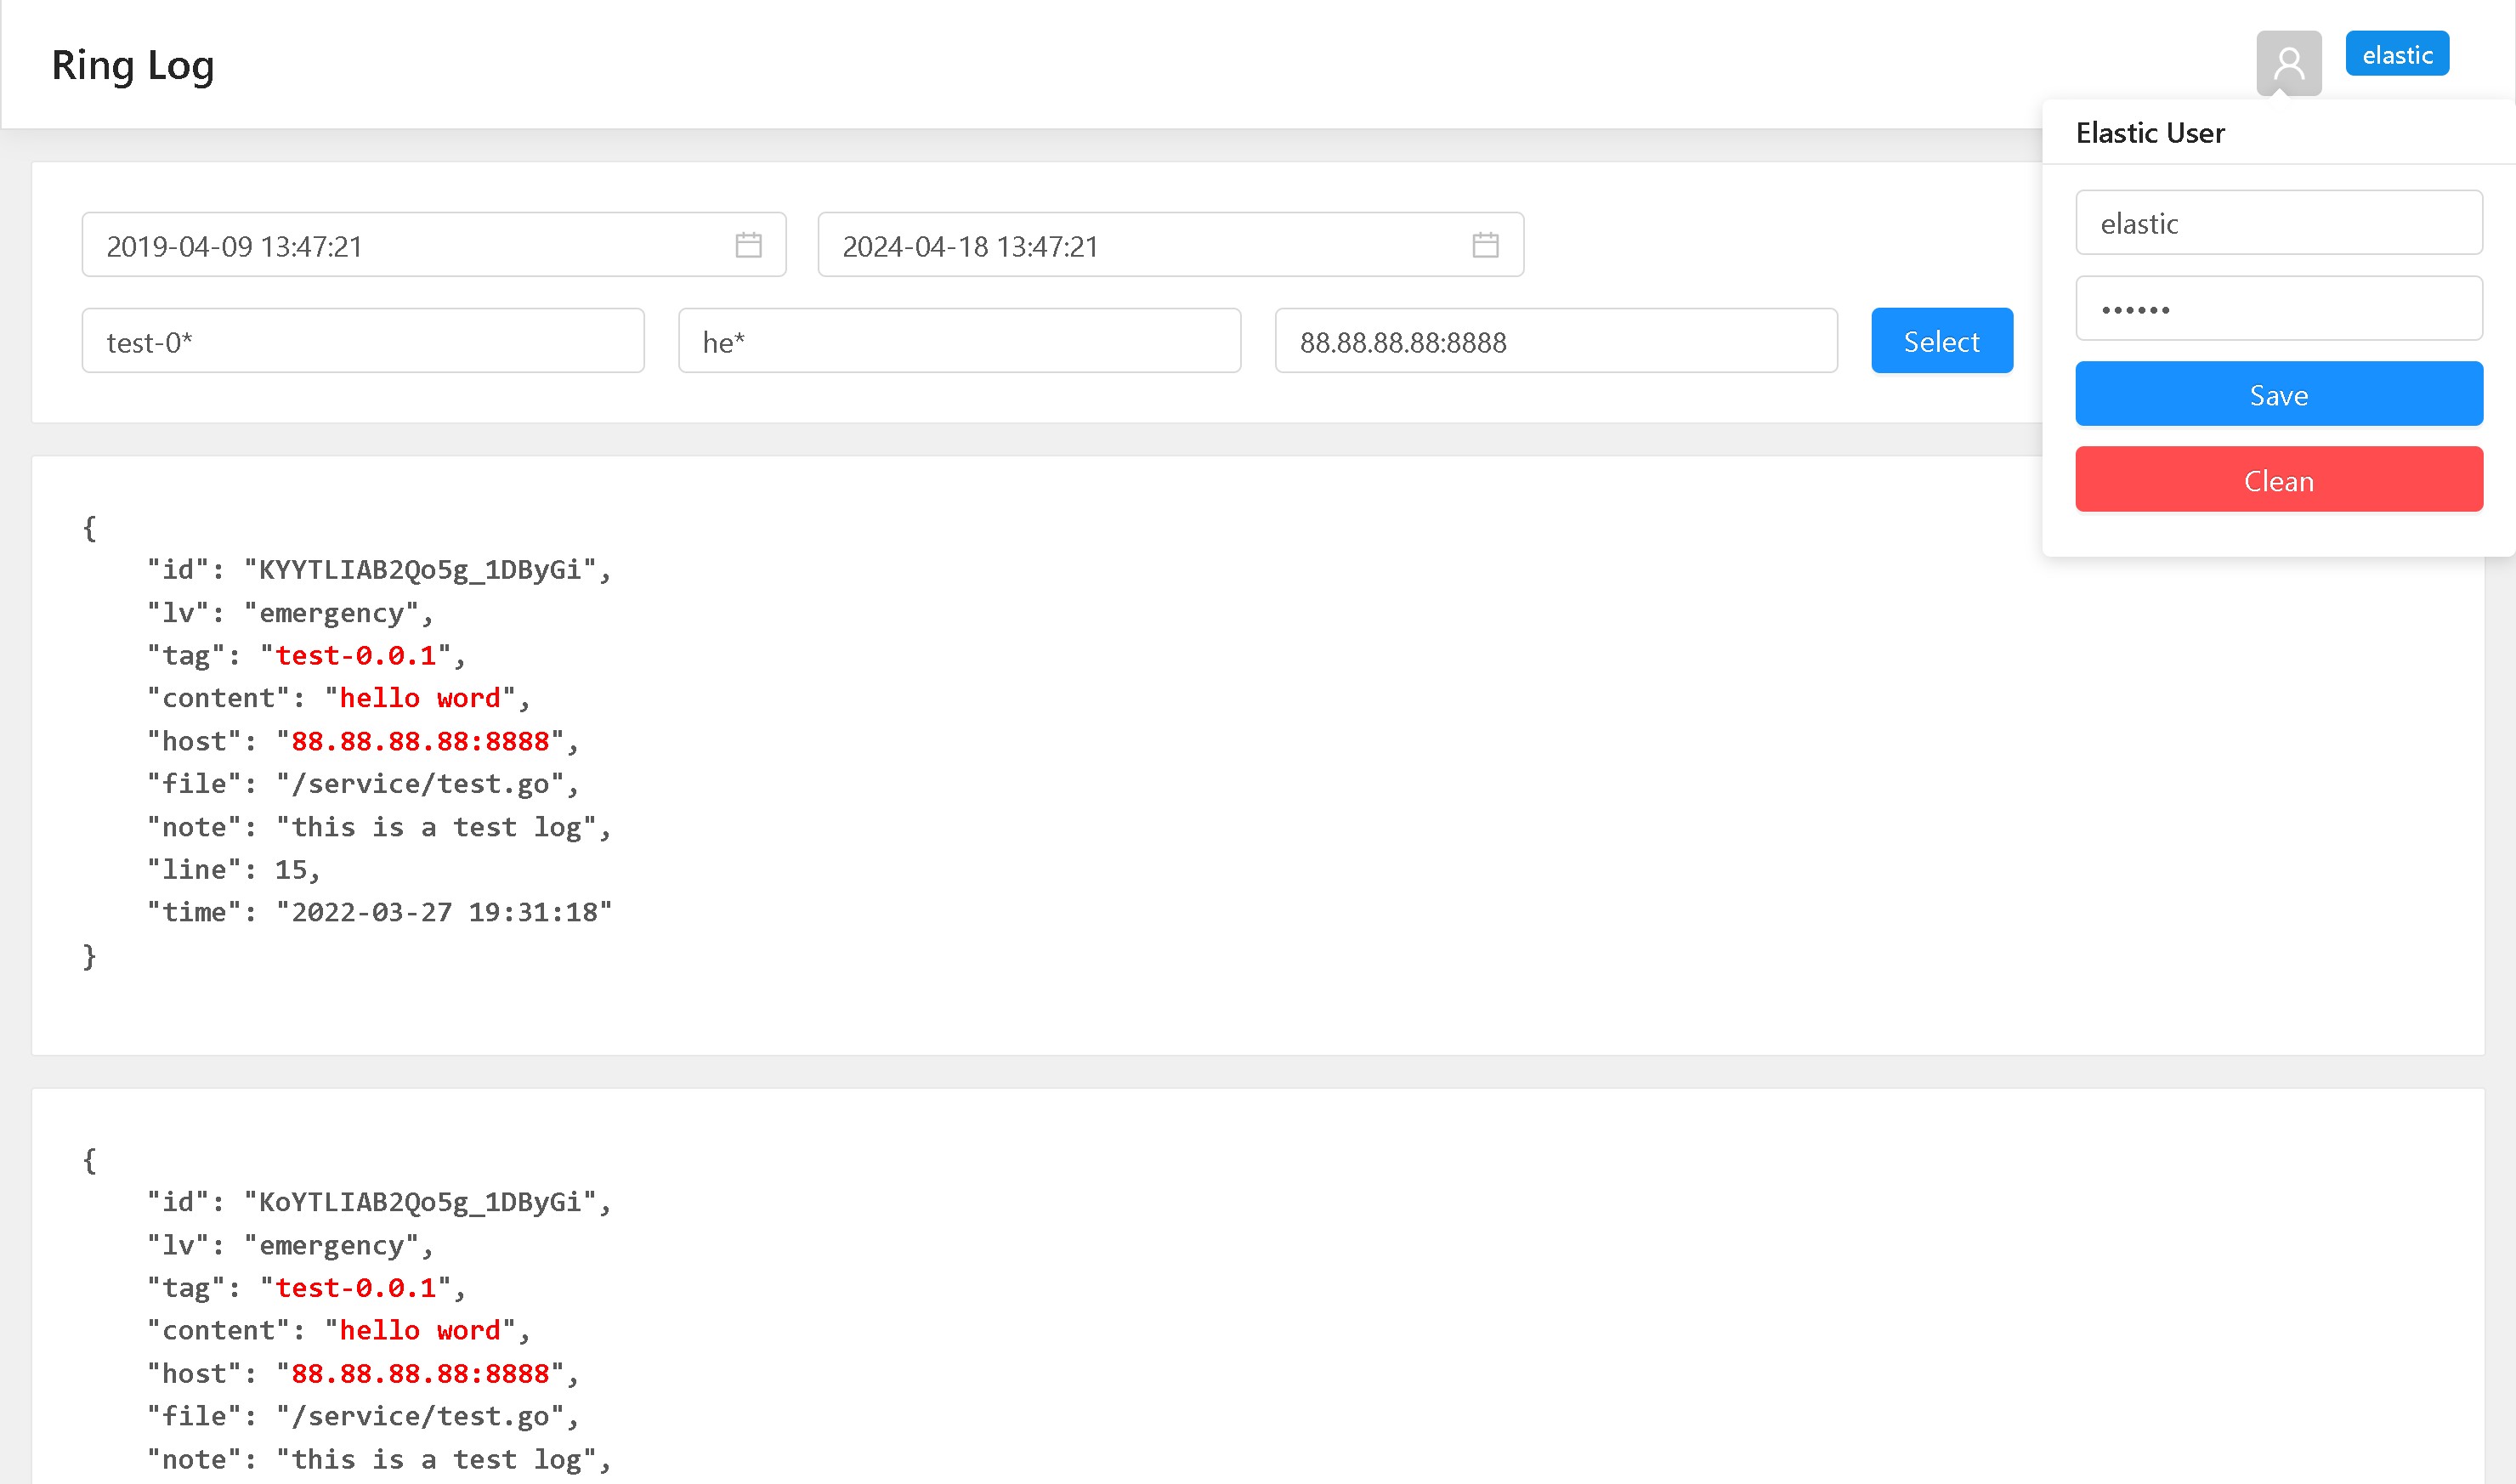 Ring Log
elastic
Elastic User
elastic
••••••
Save
Clean
2019-04-09 13:47:21
2024-04-18 13:47:21
test-0*
he*
88.88.88.88:8888
Select
{
    "id": "KYYTLIAB2Qo5g_1DByGi",
    "lv": "emergency",
    "tag": "test-0.0.1",
    "content": "hello word",
    "host": "88.88.88.88:8888",
    "file": "/service/test.go",
    "note": "this is a test log",
    "line": 15,
    "time": "2022-03-27 19:31:18"
}
{
    "id": "KoYTLIAB2Qo5g_1DByGi",
    "lv": "emergency",
    "tag": "test-0.0.1",
    "content": "hello word",
    "host": "88.88.88.88:8888",
    "file": "/service/test.go",
    "note": "this is a test log",